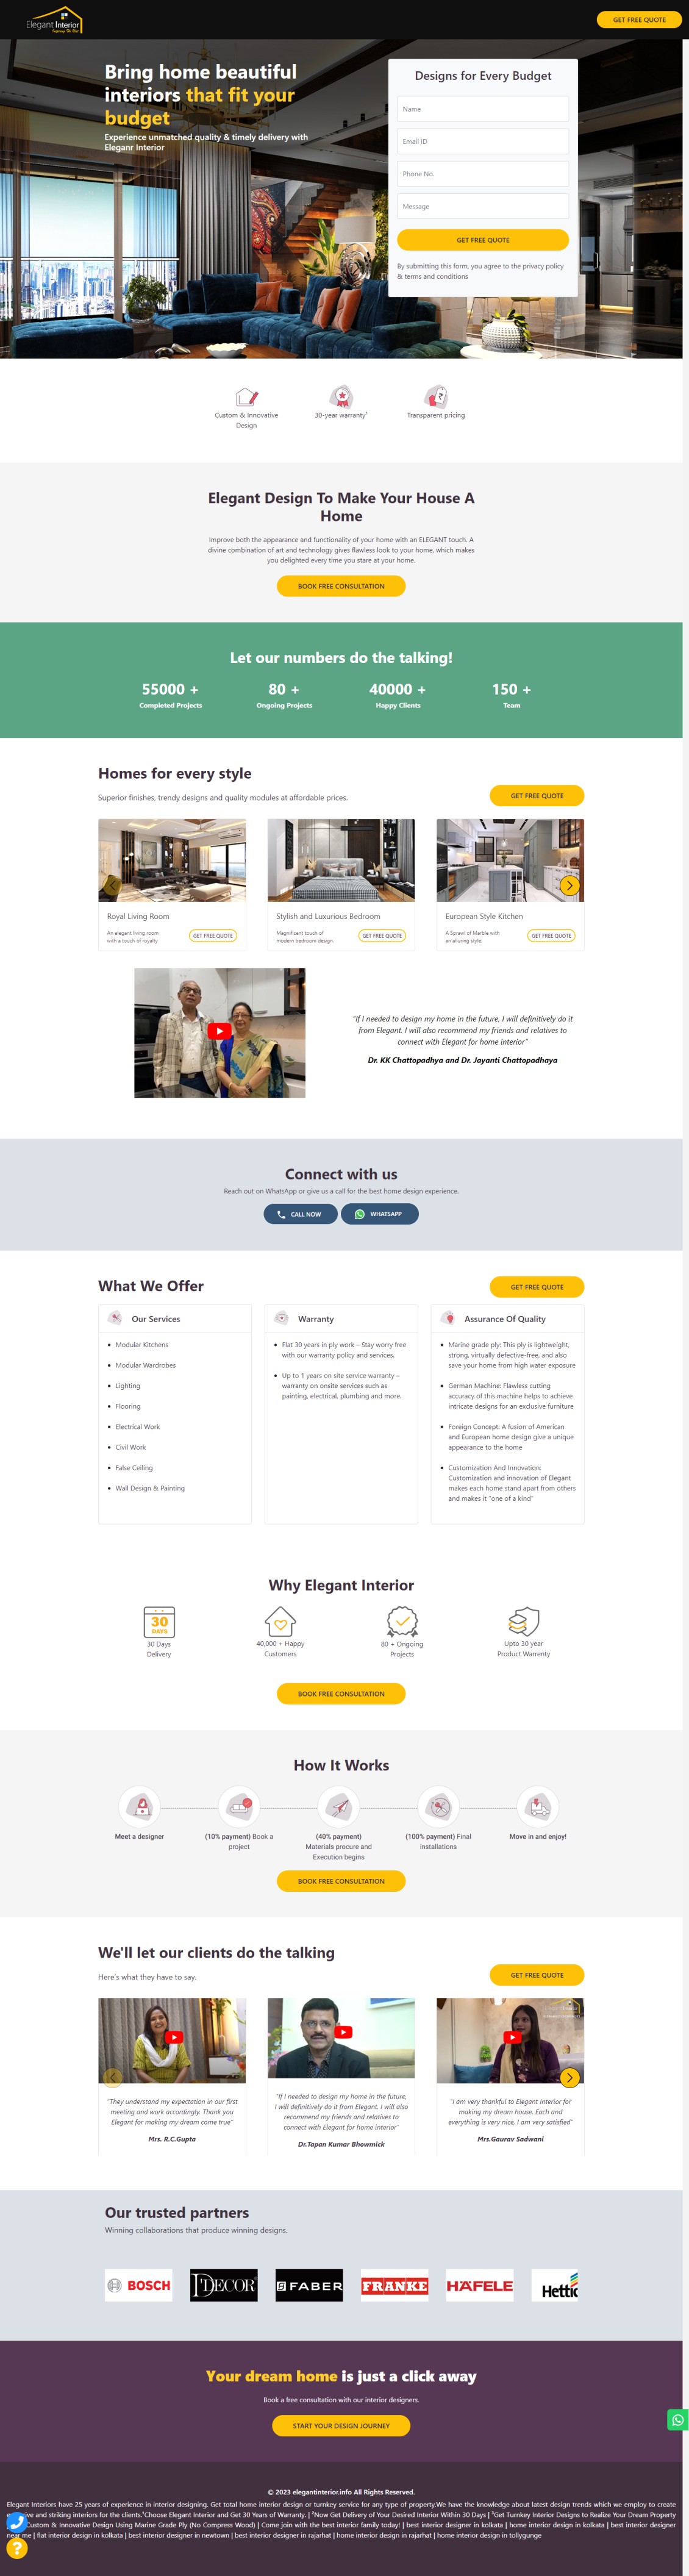 Elegant Interior
GET FREE QUOTE
Bring home beautiful
interiors that fit your
budget
Experience unmatched quality & timely delivery with
Eleganr Interior
Designs for Every Budget
Name
Email ID
Phone No.
Message
GET FREE QUOTE
By submitting this form, you agree to the privacy policy
& terms and conditions
Custom & Innovative
Design
30-year warranty¹
Transparent pricing
Elegant Design To Make Your House A
Home
Improve both the appearance and functionality of your home with an ELEGANT touch. A
divine combination of art and technology gives flawless look to your home, which makes
you delighted every time you stare at your home.
BOOK FREE CONSULTATION
Let our numbers do the talking!
55000 +
Completed Projects
80 +
Ongoing Projects
40000 +
Happy Clients
150 +
Team
Homes for every style
Superior finishes, trendy designs and quality modules at affordable prices.
GET FREE QUOTE
Royal Living Room
An elegant living room
with a touch of royalty
GET FREE QUOTE
Stylish and Luxurious Bedroom
Magnificent touch of
modern bedroom design.
GET FREE QUOTE
European Style Kitchen
A Sprawl of Marble with
an alluring style.
GET FREE QUOTE
"If I needed to design my home in the future, I will definitively do it
from Elegant, I will also recommend my friends and relatives to
connect with Elegant for home interior"
Dr. KK Chattopadhya and Dr. Jayanti Chattopadhaya
Connect with us
Reach out on WhatsApp or give us a call for the best home design experience.
CALL NOW
WHATSAPP
What We Offer
GET FREE QUOTE
Our Services
Modular Kitchens
Modular Wardrobes
Lighting
Flooring
Electrical Work
Civil Work
False Ceiling
Wall Design & Painting
Warranty
Flat 30 years in ply work – Stay worry free
with our warranty policy and services.
Up to 1 years on site service warranty –
warranty on onsite services such as
painting, electrical, plumbing and more.
Assurance Of Quality
Marine grade ply: This ply is lightweight,
strong, virtually defective-free, and also
save your home from high water exposure
German Machine: Flawless cutting
accuracy of this machine helps to achieve
intricate designs for an exclusive furniture
Foreign Concept: A fusion of American
and European home design give a unique
appearance to the home
Customization And Innovation:
Customization and innovation of Elegant
makes each home stand apart from others
and makes it "one of a kind"
Why Elegant Interior
30
DAYS
30 Days
Delivery
40,000 + Happy
Customers
80 + Ongoing
Projects
Upto 30 year
Product Warrenty
BOOK FREE CONSULTATION
How It Works
Meet a designer
(10% payment) Book a
project
(40% payment)
Materials procure and
Execution begins
(100% payment) Final
installations
Move in and enjoy!
BOOK FREE CONSULTATION
We'll let our clients do the talking
Here's what they have to say.
GET FREE QUOTE
"They understand my expectation in our first
meeting and work accordingly. Thank you
Elegant for making my dream come true"
Mrs. R.C.Gupta
"If I needed to design my home in the future,
I will definitively do it from Elegant. I will also
recommend my friends and relatives to
connect with Elegant for home interior"
Dr.Tapan Kumar Bhowmick
"I am very thankful to Elegant Interior for
making my dream house. Each and
everything is very nice, I am very satisfied"
Mrs.Gaurav Sadwani
Our trusted partners
Winning collaborations that produce winning designs.
BOSCH
DECOR
FABER
FRANKE
HÄFELE
Hettic
Your dream home is just a click away
Book a free consultation with our interior designers.
START YOUR DESIGN JOURNEY
© 2023 elegantinterior.info All Rights Reserved.
Elegant Interiors have 25 years of experience in interior designing. Get total home interior design or turnkey service for any type of property.We have the knowledge about latest design trends which we employ to create
and striking interiors for the clients.¹Choose Elegant Interior and Get 30 Years of Warranty. | ²Now Get Delivery of Your Desired Interior Within 30 Days | ³Get Turnkey Interior Designs to Realize Your Dream Property
Custom & Innovative Design Using Marine Grade Ply (No Compress Wood) | Come join with the best interior family today! | best interior designer in kolkata | home interior design in kolkata | best interior designer
near me | flat interior design in kolkata | best interior designer in newtown | best interior designer in rajarhat | home interior design in rajarhat | home interior design in tollygunge